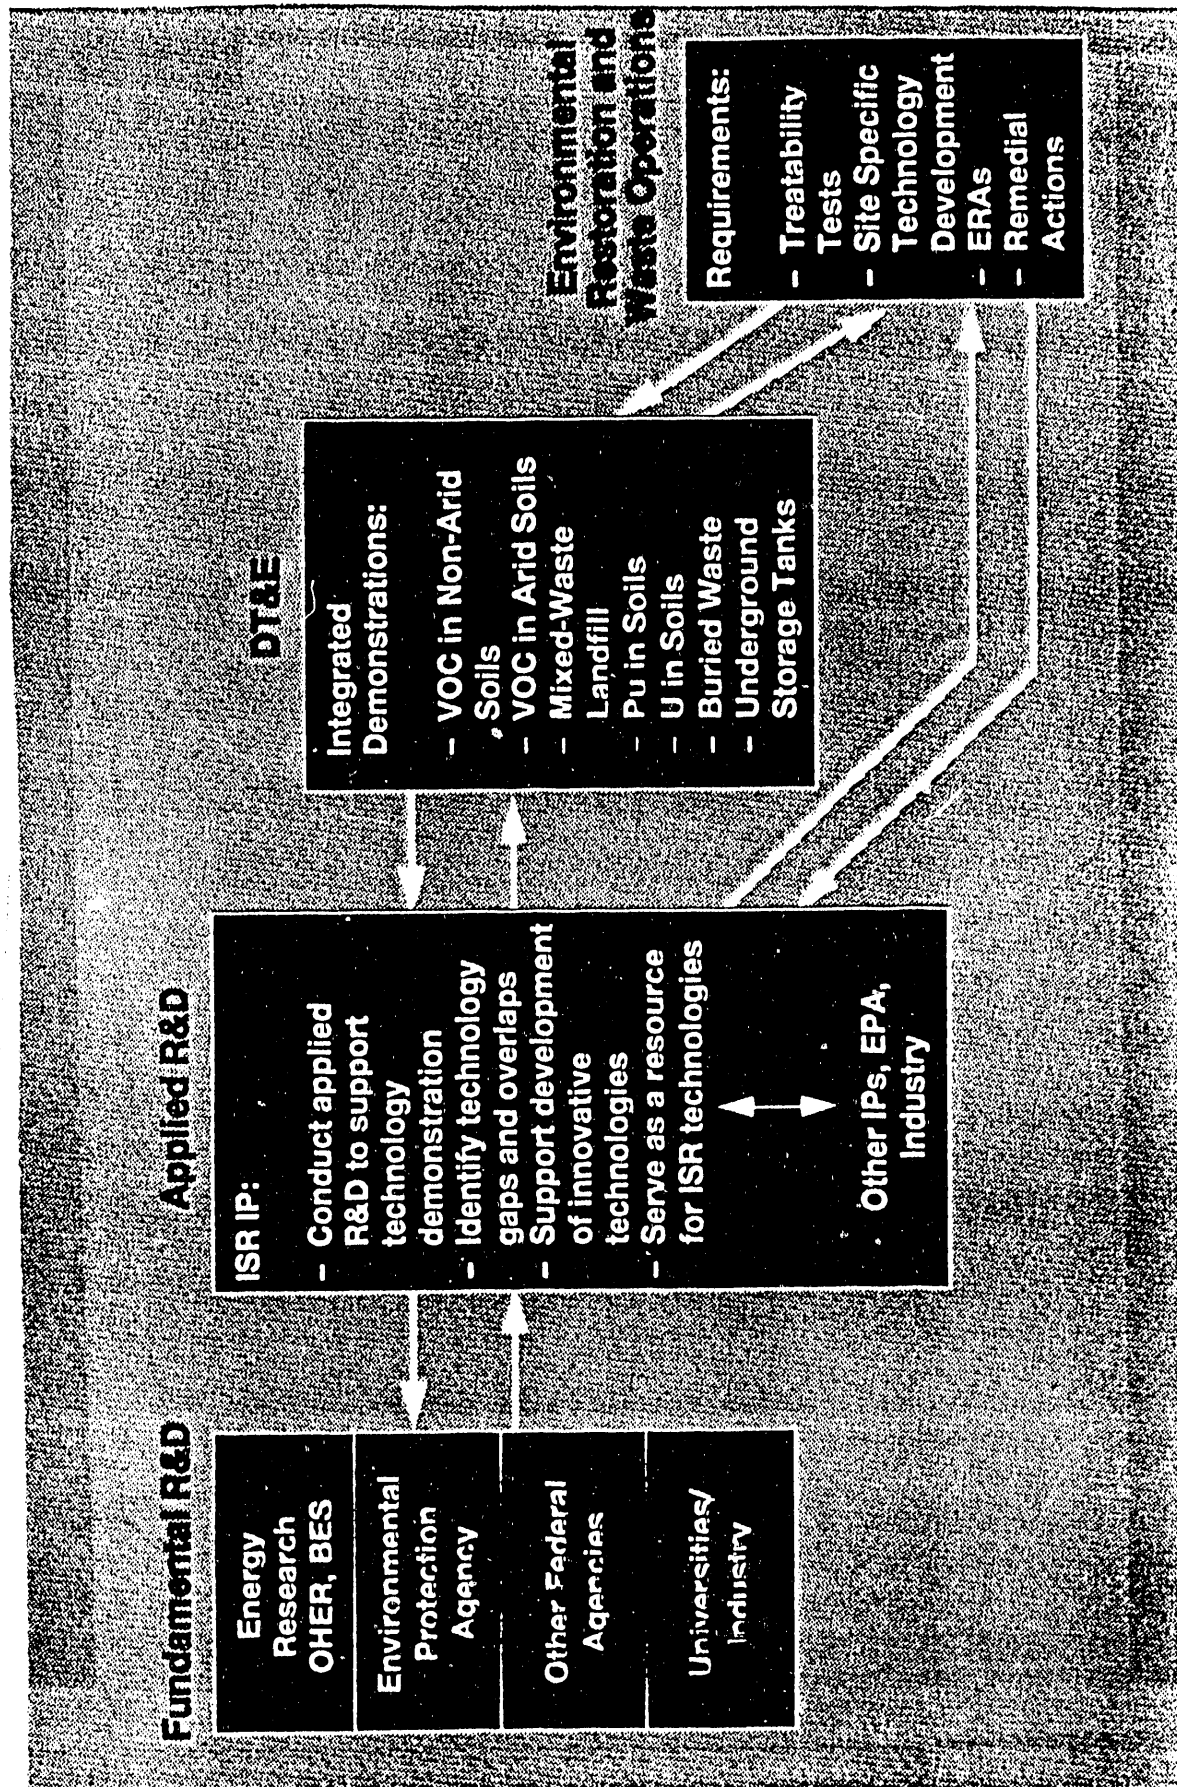 Fundamental R&D
Energy
Research
OHER, BES
Environmental
Protection
Agency
Other Federal
Agencies
Universities/
Industry
Applied R&D
ISR IP:
– Conduct applied
R&D to support
technology
demonstration
– Identify technology
gaps and overlaps
– Support development
of innovative
technologies
– Serve as a resource
for ISR technologies
Other IPs, EPA,
Industry
DT&E
Integrated
Demonstrations:
– VOC in Non-Arid
Soils
– VOC in Arid Soils
– Mixed-Waste
Landfill
– Pu in Soils
– U in Soils
– Buried Waste
– Underground
Storage Tanks
Environmental
Restoration and
Waste Operations
Requirements:
– Treatability
Tests
– Site Specific
Technology
Development
– ERAs
– Remedial
Actions